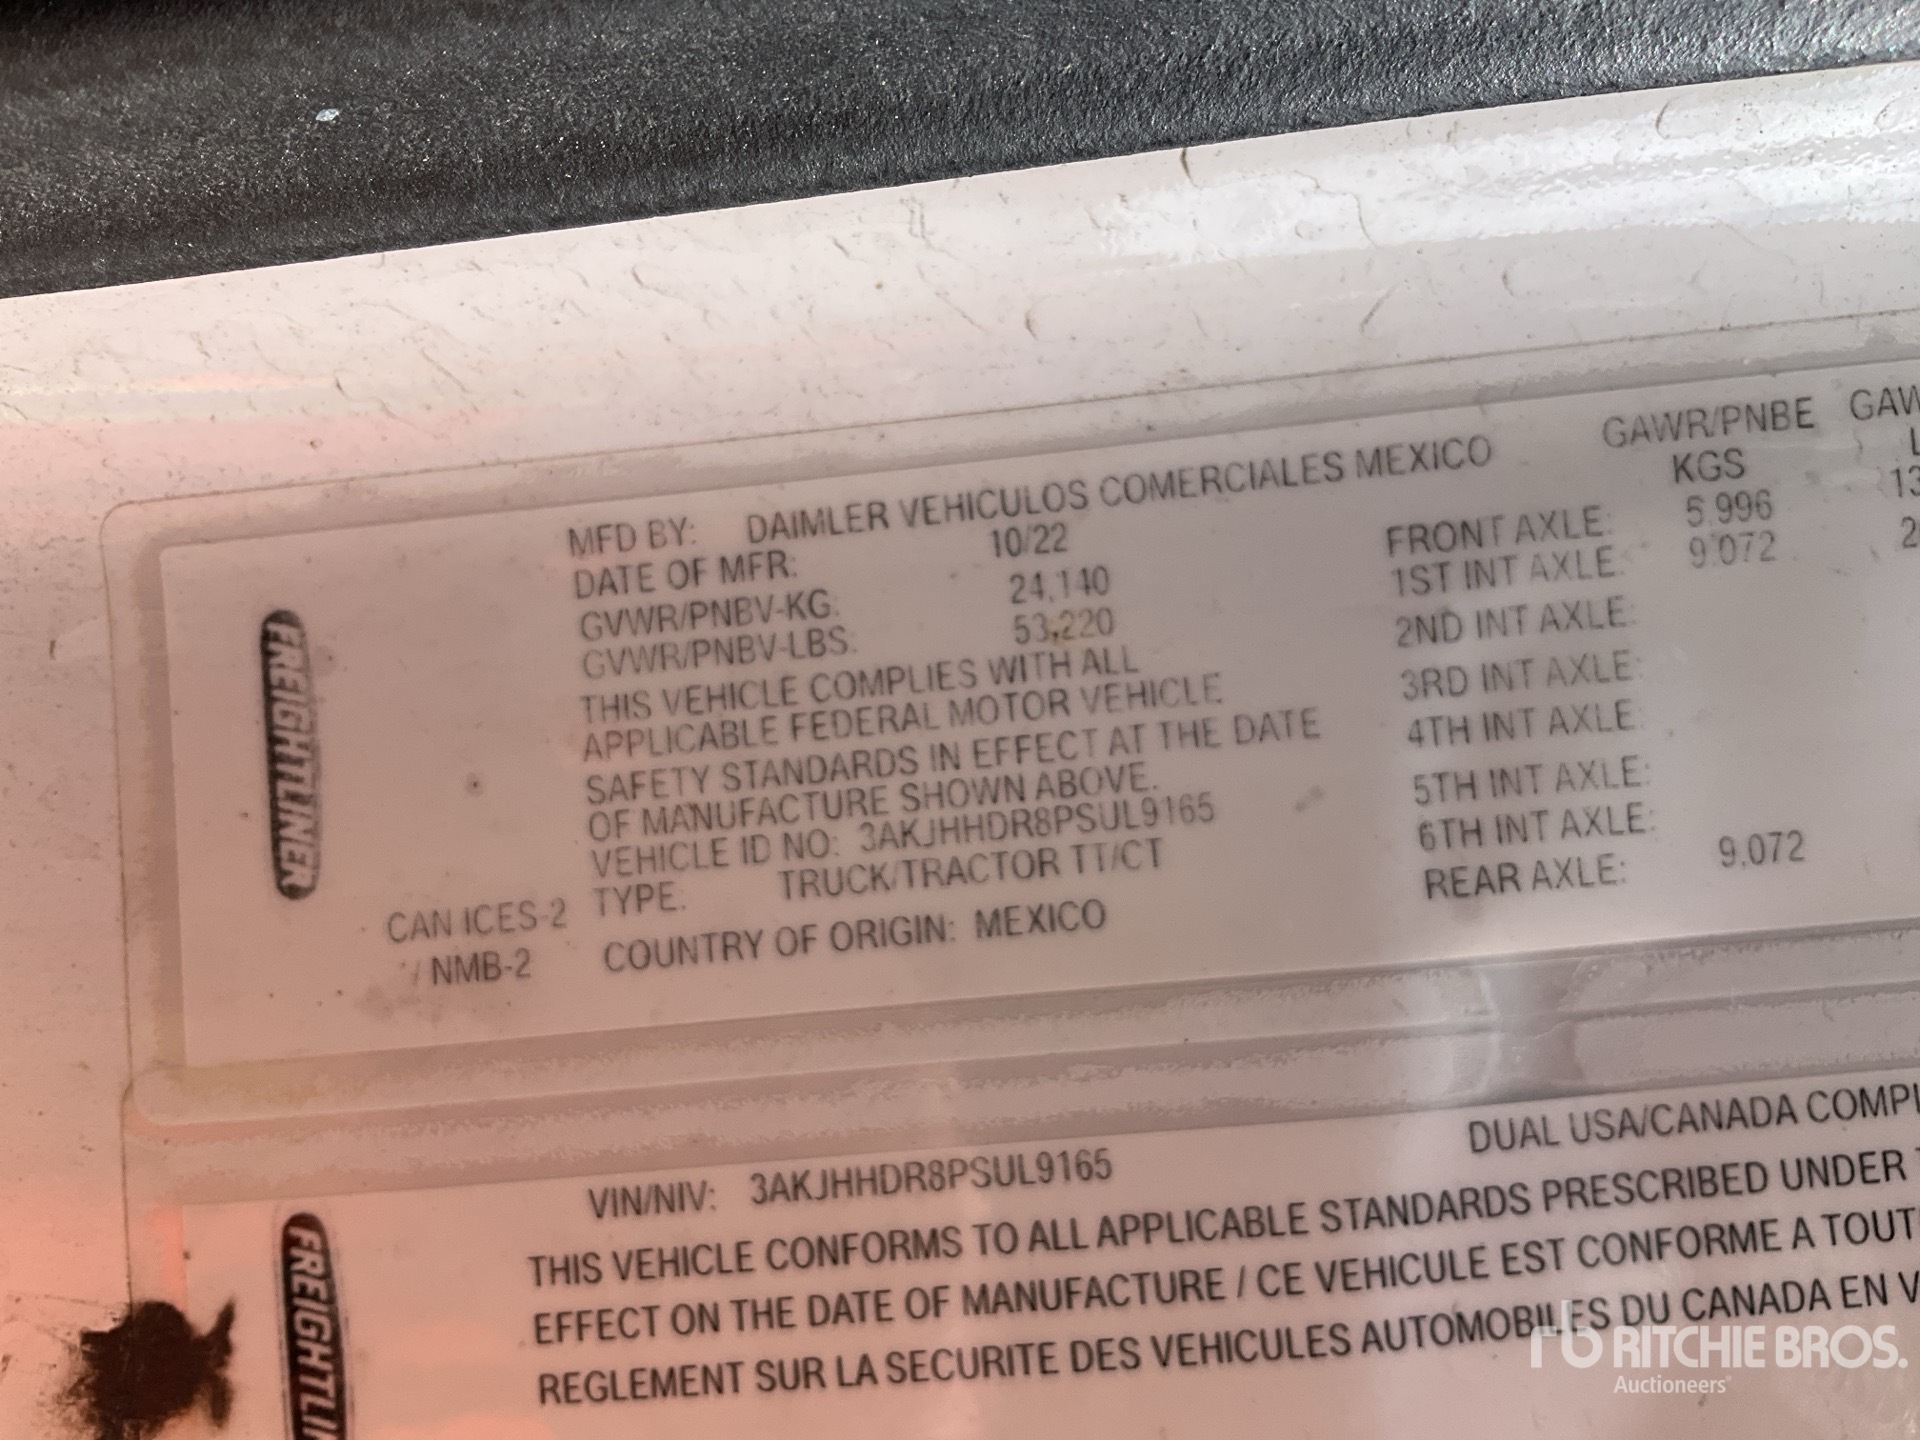 MFD BY: DAIMLER VEHICULOS COMERCIALES MEXICO
DATE OF MFR: 10/22
GVWR/PNBV-KG: 24,140
GVWR/PNBV-LBS: 53,220
THIS VEHICLE COMPLIES WITH ALL
APPLICABLE FEDERAL MOTOR VEHICLE
SAFETY STANDARDS IN EFFECT AT THE DATE
OF MANUFACTURE SHOWN ABOVE.
VEHICLE ID NO: 3AKJHHDR8PSUL9165
TYPE: TRUCK/TRACTOR TT/CT
COUNTRY OF ORIGIN: MEXICO
FREIGHTLINER
CAN ICES-2
/ NMB-2
GAWR/PNBE
KGS
FRONT AXLE: 5,996
1ST INT AXLE: 9,072
2ND INT AXLE:
3RD INT AXLE:
4TH INT AXLE:
5TH INT AXLE:
6TH INT AXLE:
REAR AXLE: 9,072
VIN/NIV: 3AKJHHDR8PSUL9165
DUAL USA/CANADA COMPL
THIS VEHICLE CONFORMS TO ALL APPLICABLE STANDARDS PRESCRIBED UNDER
EFFECT ON THE DATE OF MANUFACTURE / CE VEHICULE EST CONFORME A TOUT
REGLEMENT SUR LA SECURITE DES VEHICULES AUTOMOBILES DU CANADA EN V
FREIGHTLIN
rb RITCHIE BROS.
Auctioneers